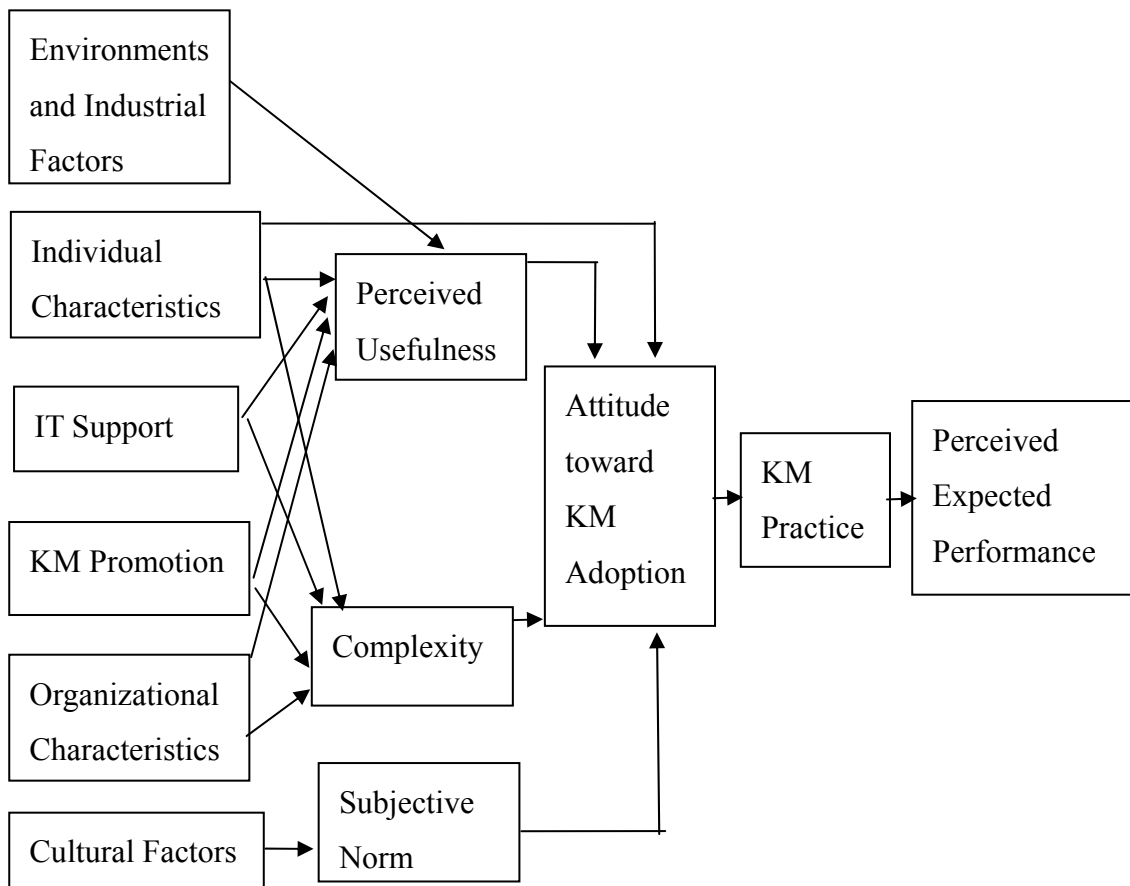 Environments
and Industrial
Factors
Individual
Characteristics
IT Support
KM Promotion
Organizational
Characteristics
Cultural Factors
Perceived
Usefulness
Complexity
Subjective
Norm
Attitude
toward
KM
Adoption
KM
Practice
Perceived
Expected
Performance